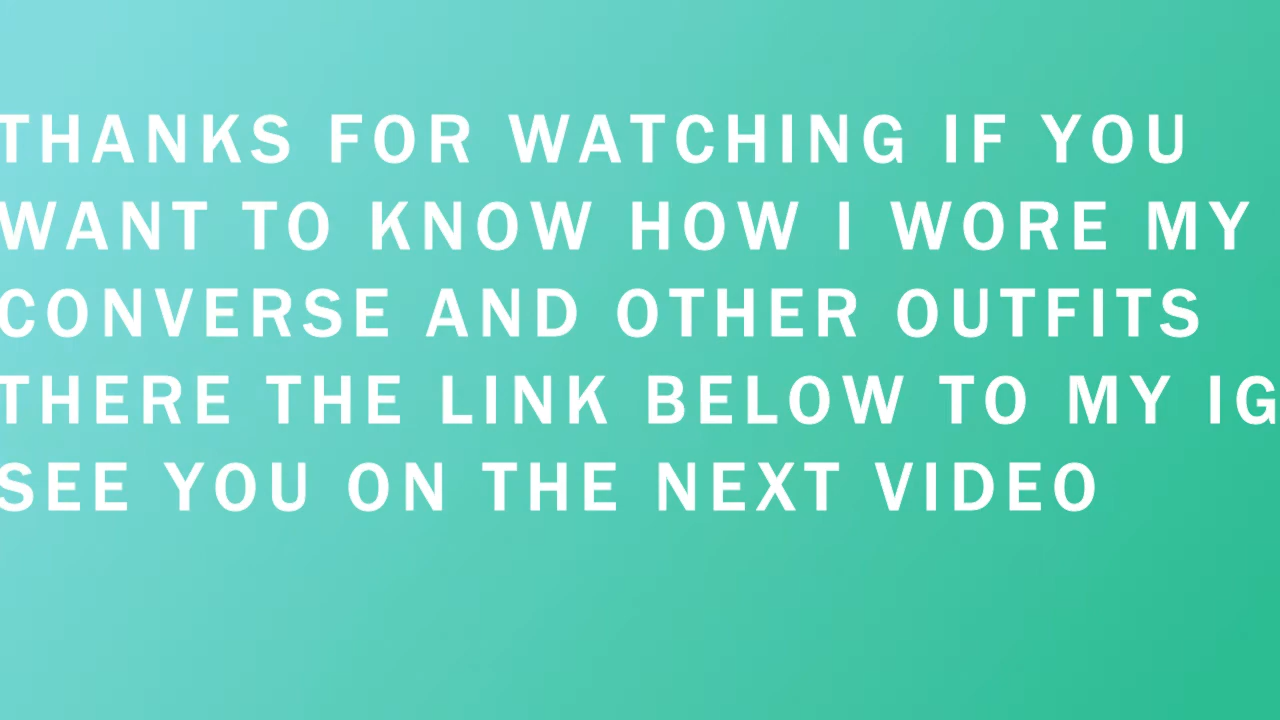 THANKS FOR WATCHING IF YOU
WANT TO KNOW HOW I WORE MY
CONVERSE AND OTHER OUTFITS
THERE THE LINK BELOW TO MY IG
SEE YOU ON THE NEXT VIDEO